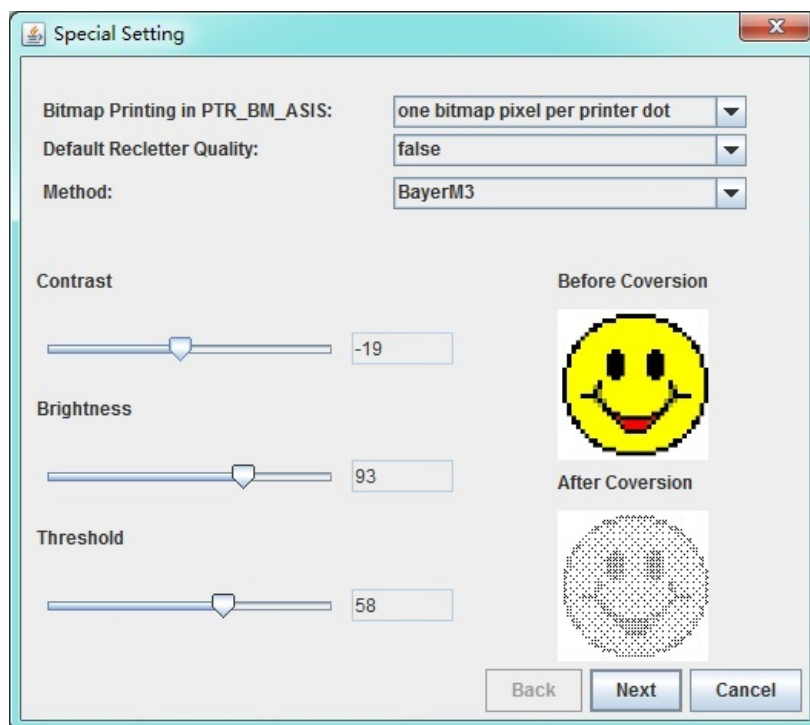 Special Setting
Bitmap Printing in PTR_BM_ASIS: one bitmap pixel per printer dot
Default Recletter Quality: false
Method: BayerM3
Contrast
Before Coversion
-19
Brightness
93
After Coversion
Threshold
58
Back Next Cancel